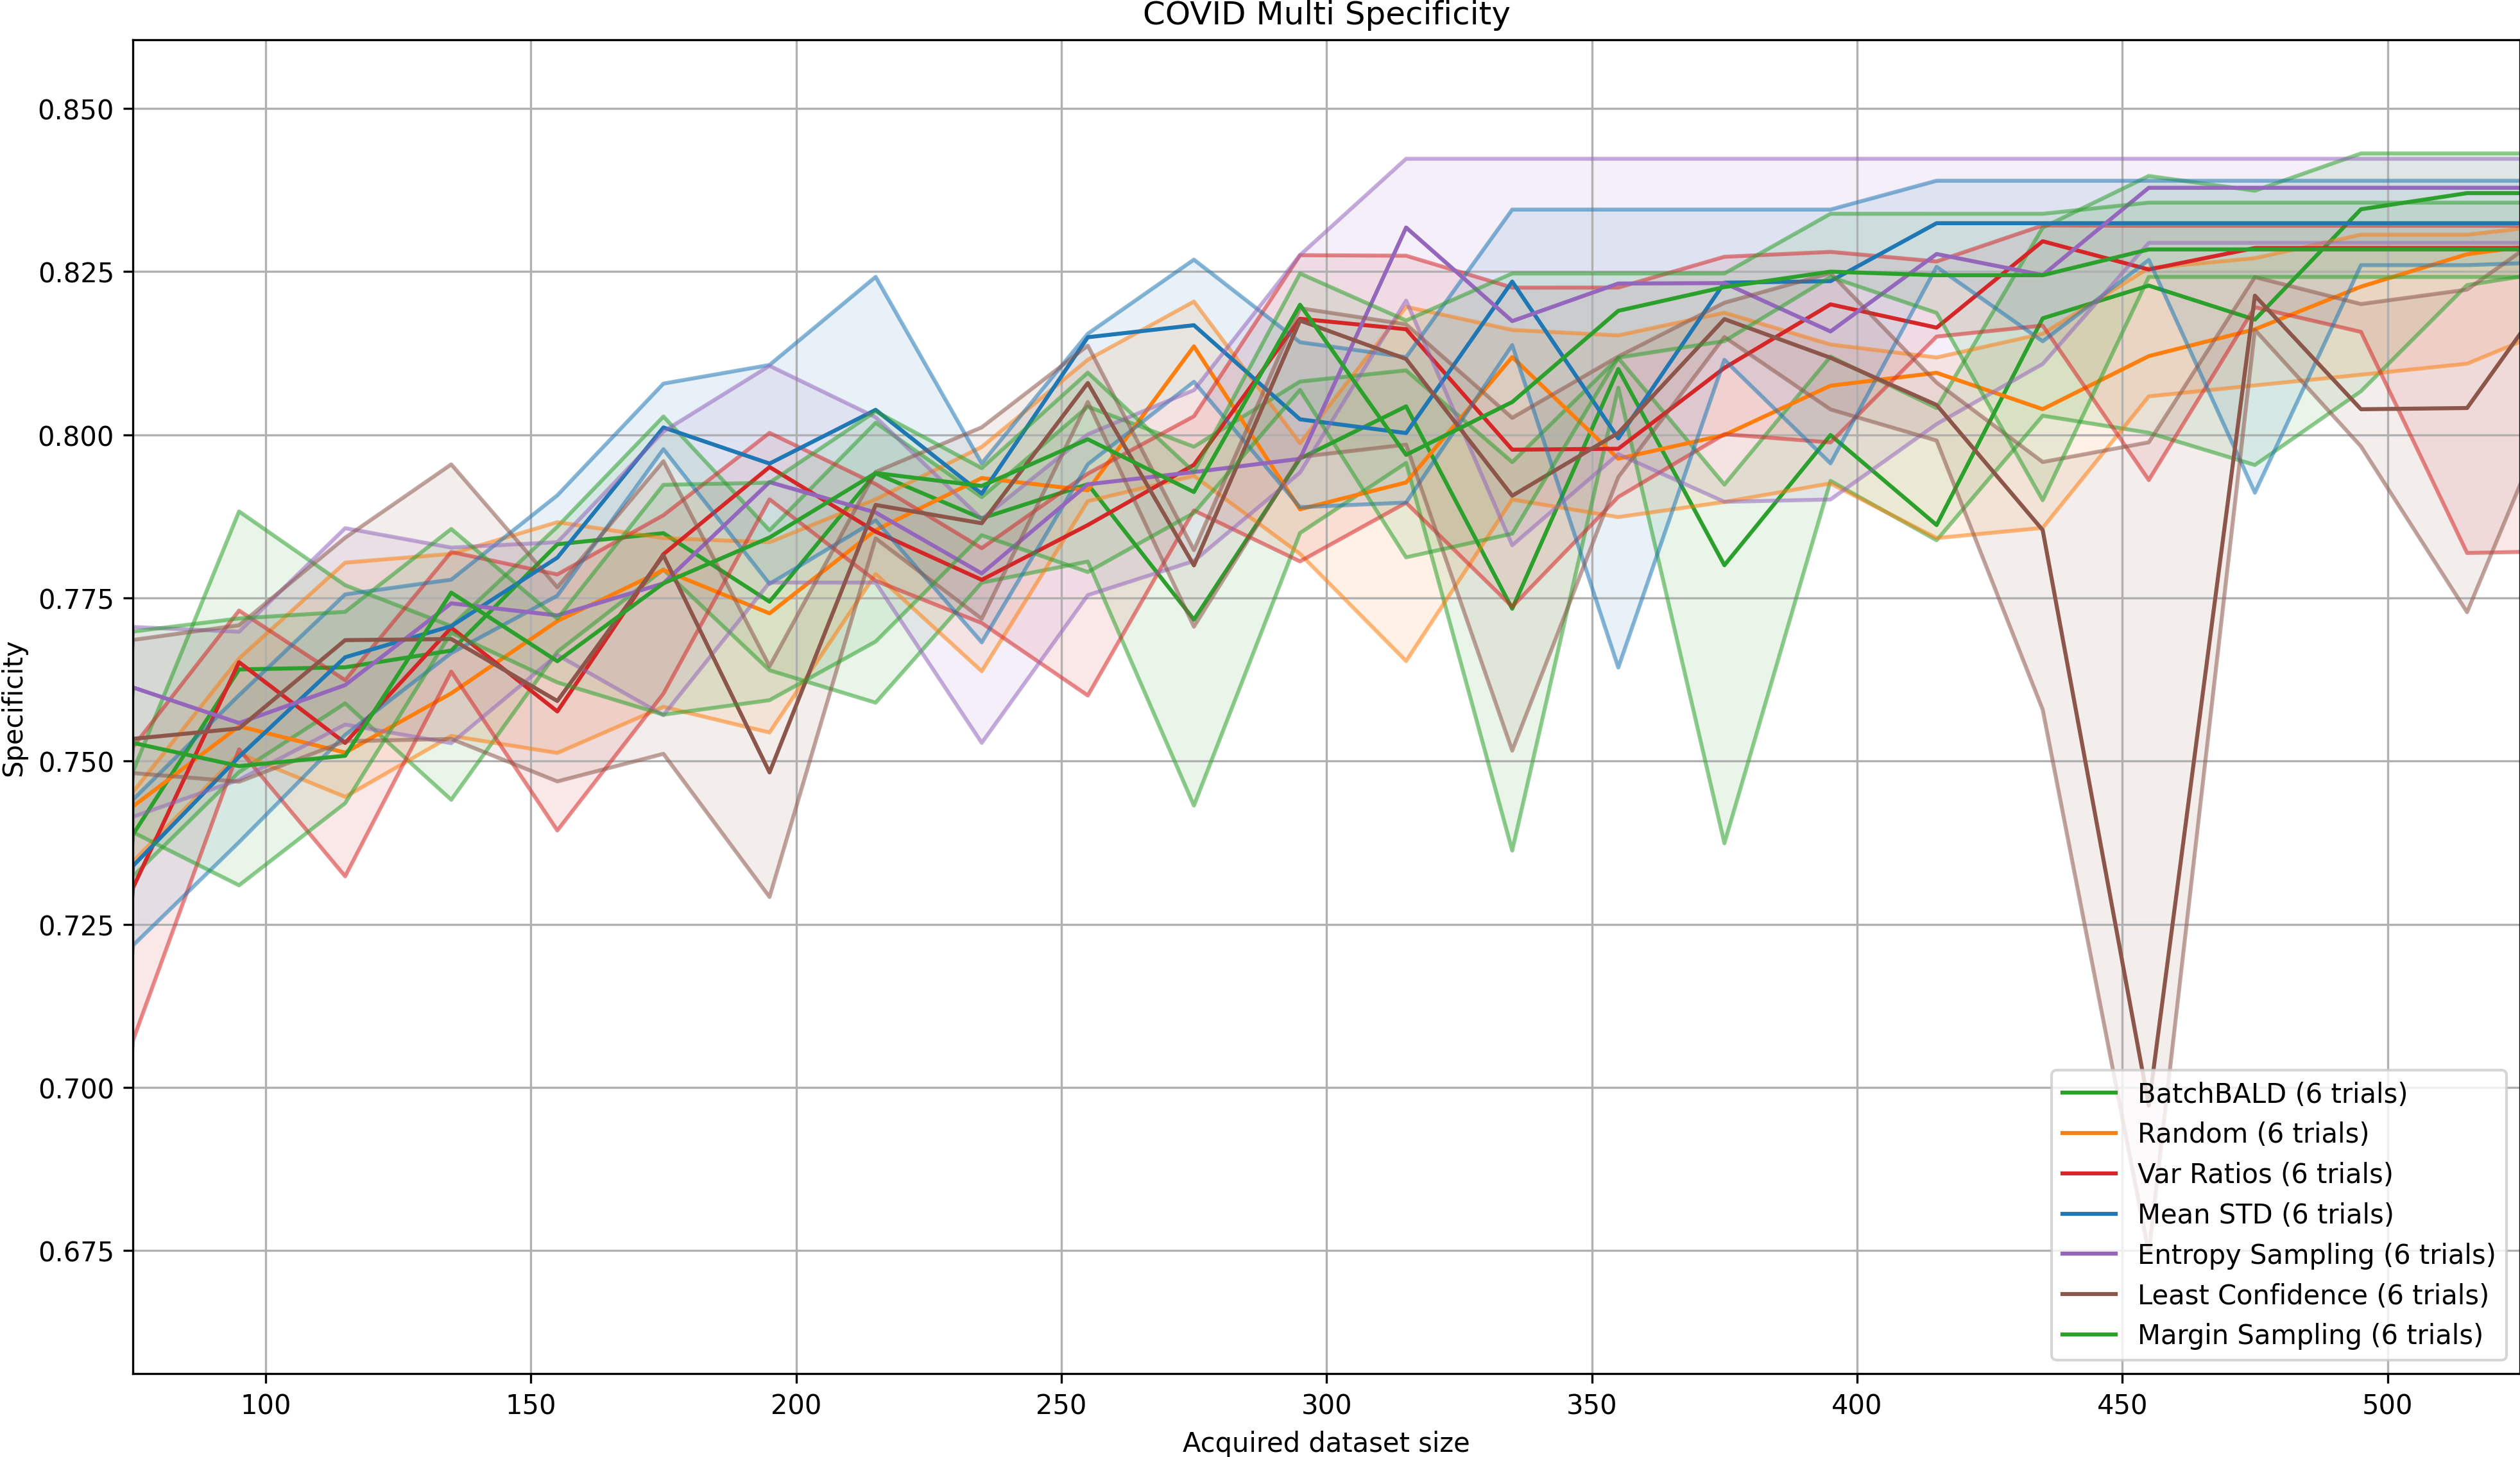 COVID Multi Specificity
Specificity
0.850
0.825
0.800
0.775
0.750
0.725
0.700
0.675
100 150 200 250 300 350 400 450 500
Acquired dataset size
BatchBALD (6 trials)
Random (6 trials)
Var Ratios (6 trials)
Mean STD (6 trials)
Entropy Sampling (6 trials)
Least Confidence (6 trials)
Margin Sampling (6 trials)